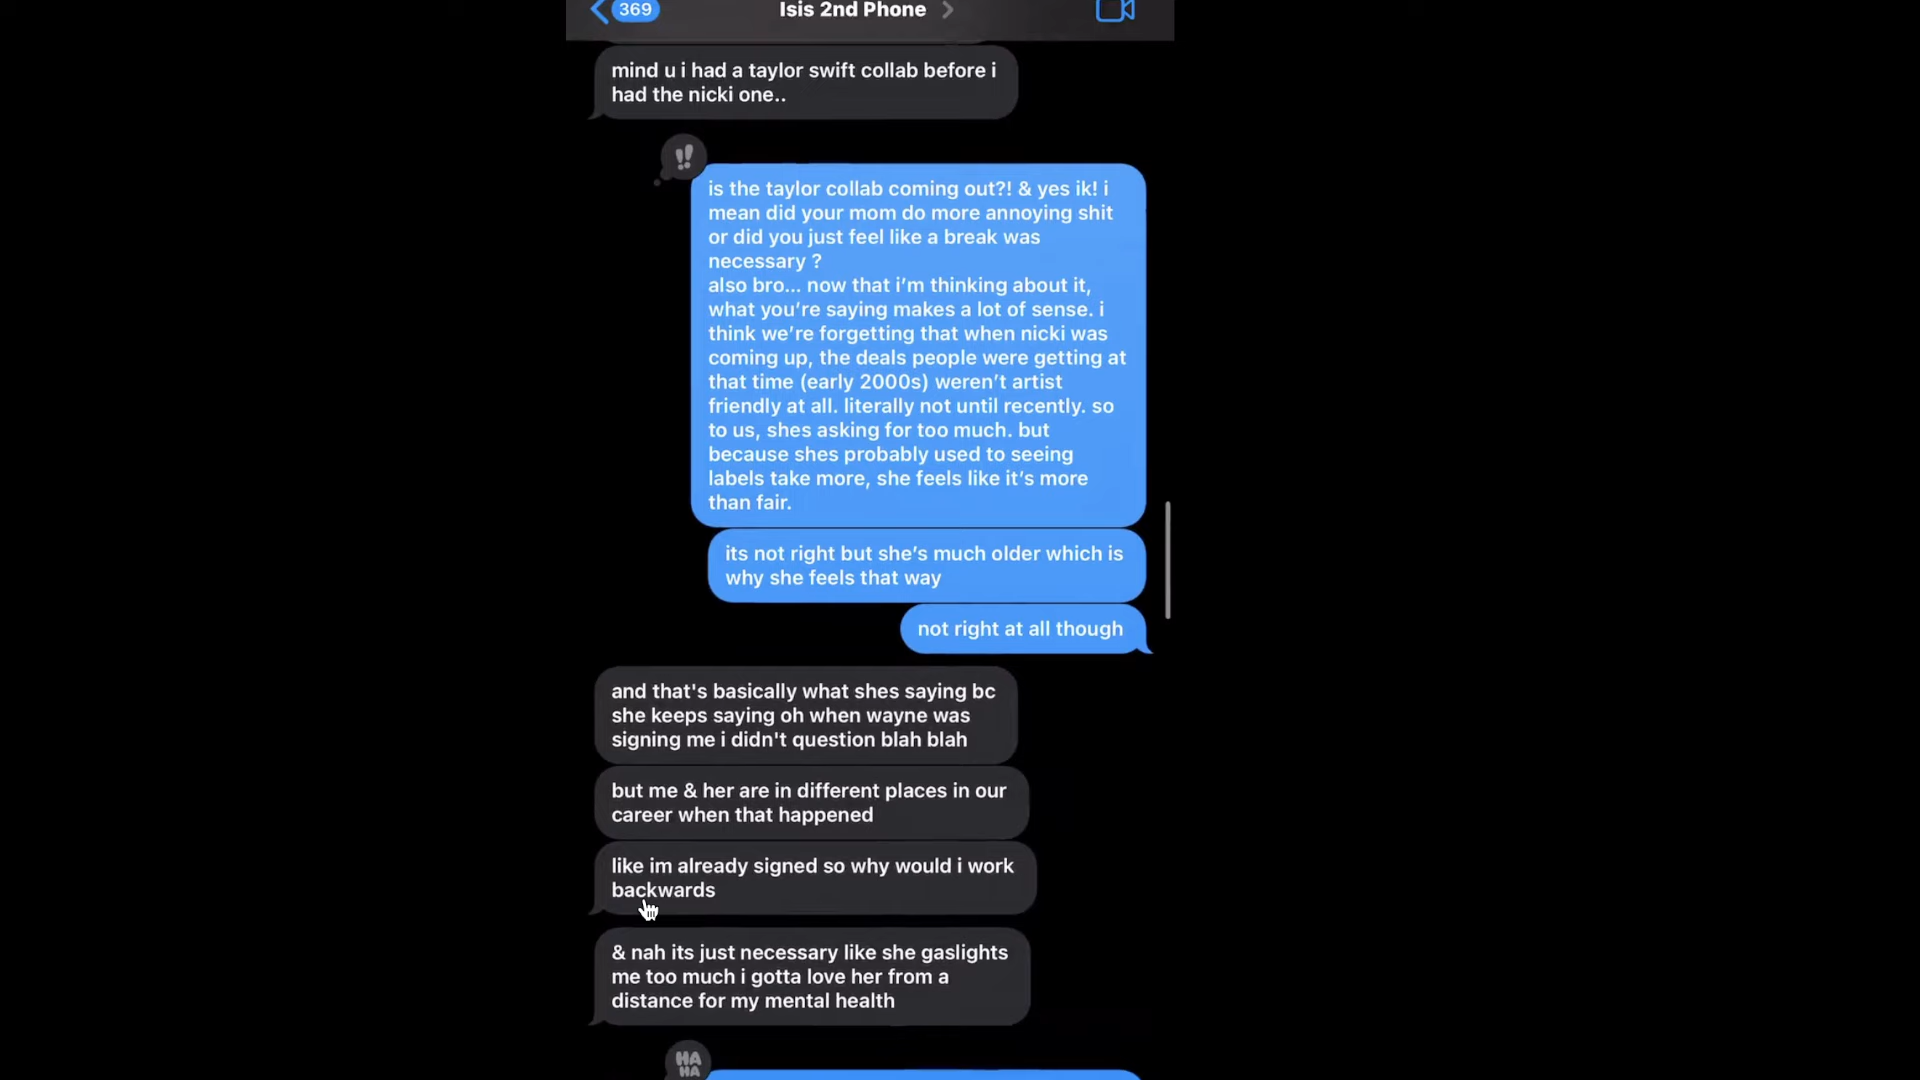 369
Isis 2nd Phone
mind u i had a taylor swift collab before i
had the nicki one..
is the taylor collab coming out?! & yes ik! i
mean did your mom do more annoying shit
or did you just feel like a break was
necessary ?
also bro... now that i’m thinking about it,
what you’re saying makes a lot of sense. i
think we’re forgetting that when nicki was
coming up, the deals people were getting at
that time (early 2000s) weren’t artist
friendly at all. literally not until recently. so
to us, shes asking for too much. but
because shes probably used to seeing
labels take more, she feels like it’s more
than fair.
its not right but she’s much older which is
why she feels that way
not right at all though
and that's basically what shes saying bc
she keeps saying oh when wayne was
signing me i didn't question blah blah
but me & her are in different places in our
career when that happened
like im already signed so why would i work
backwards
& nah its just necessary like she gaslights
me too much i gotta love her from a
distance for my mental health
HA
HA